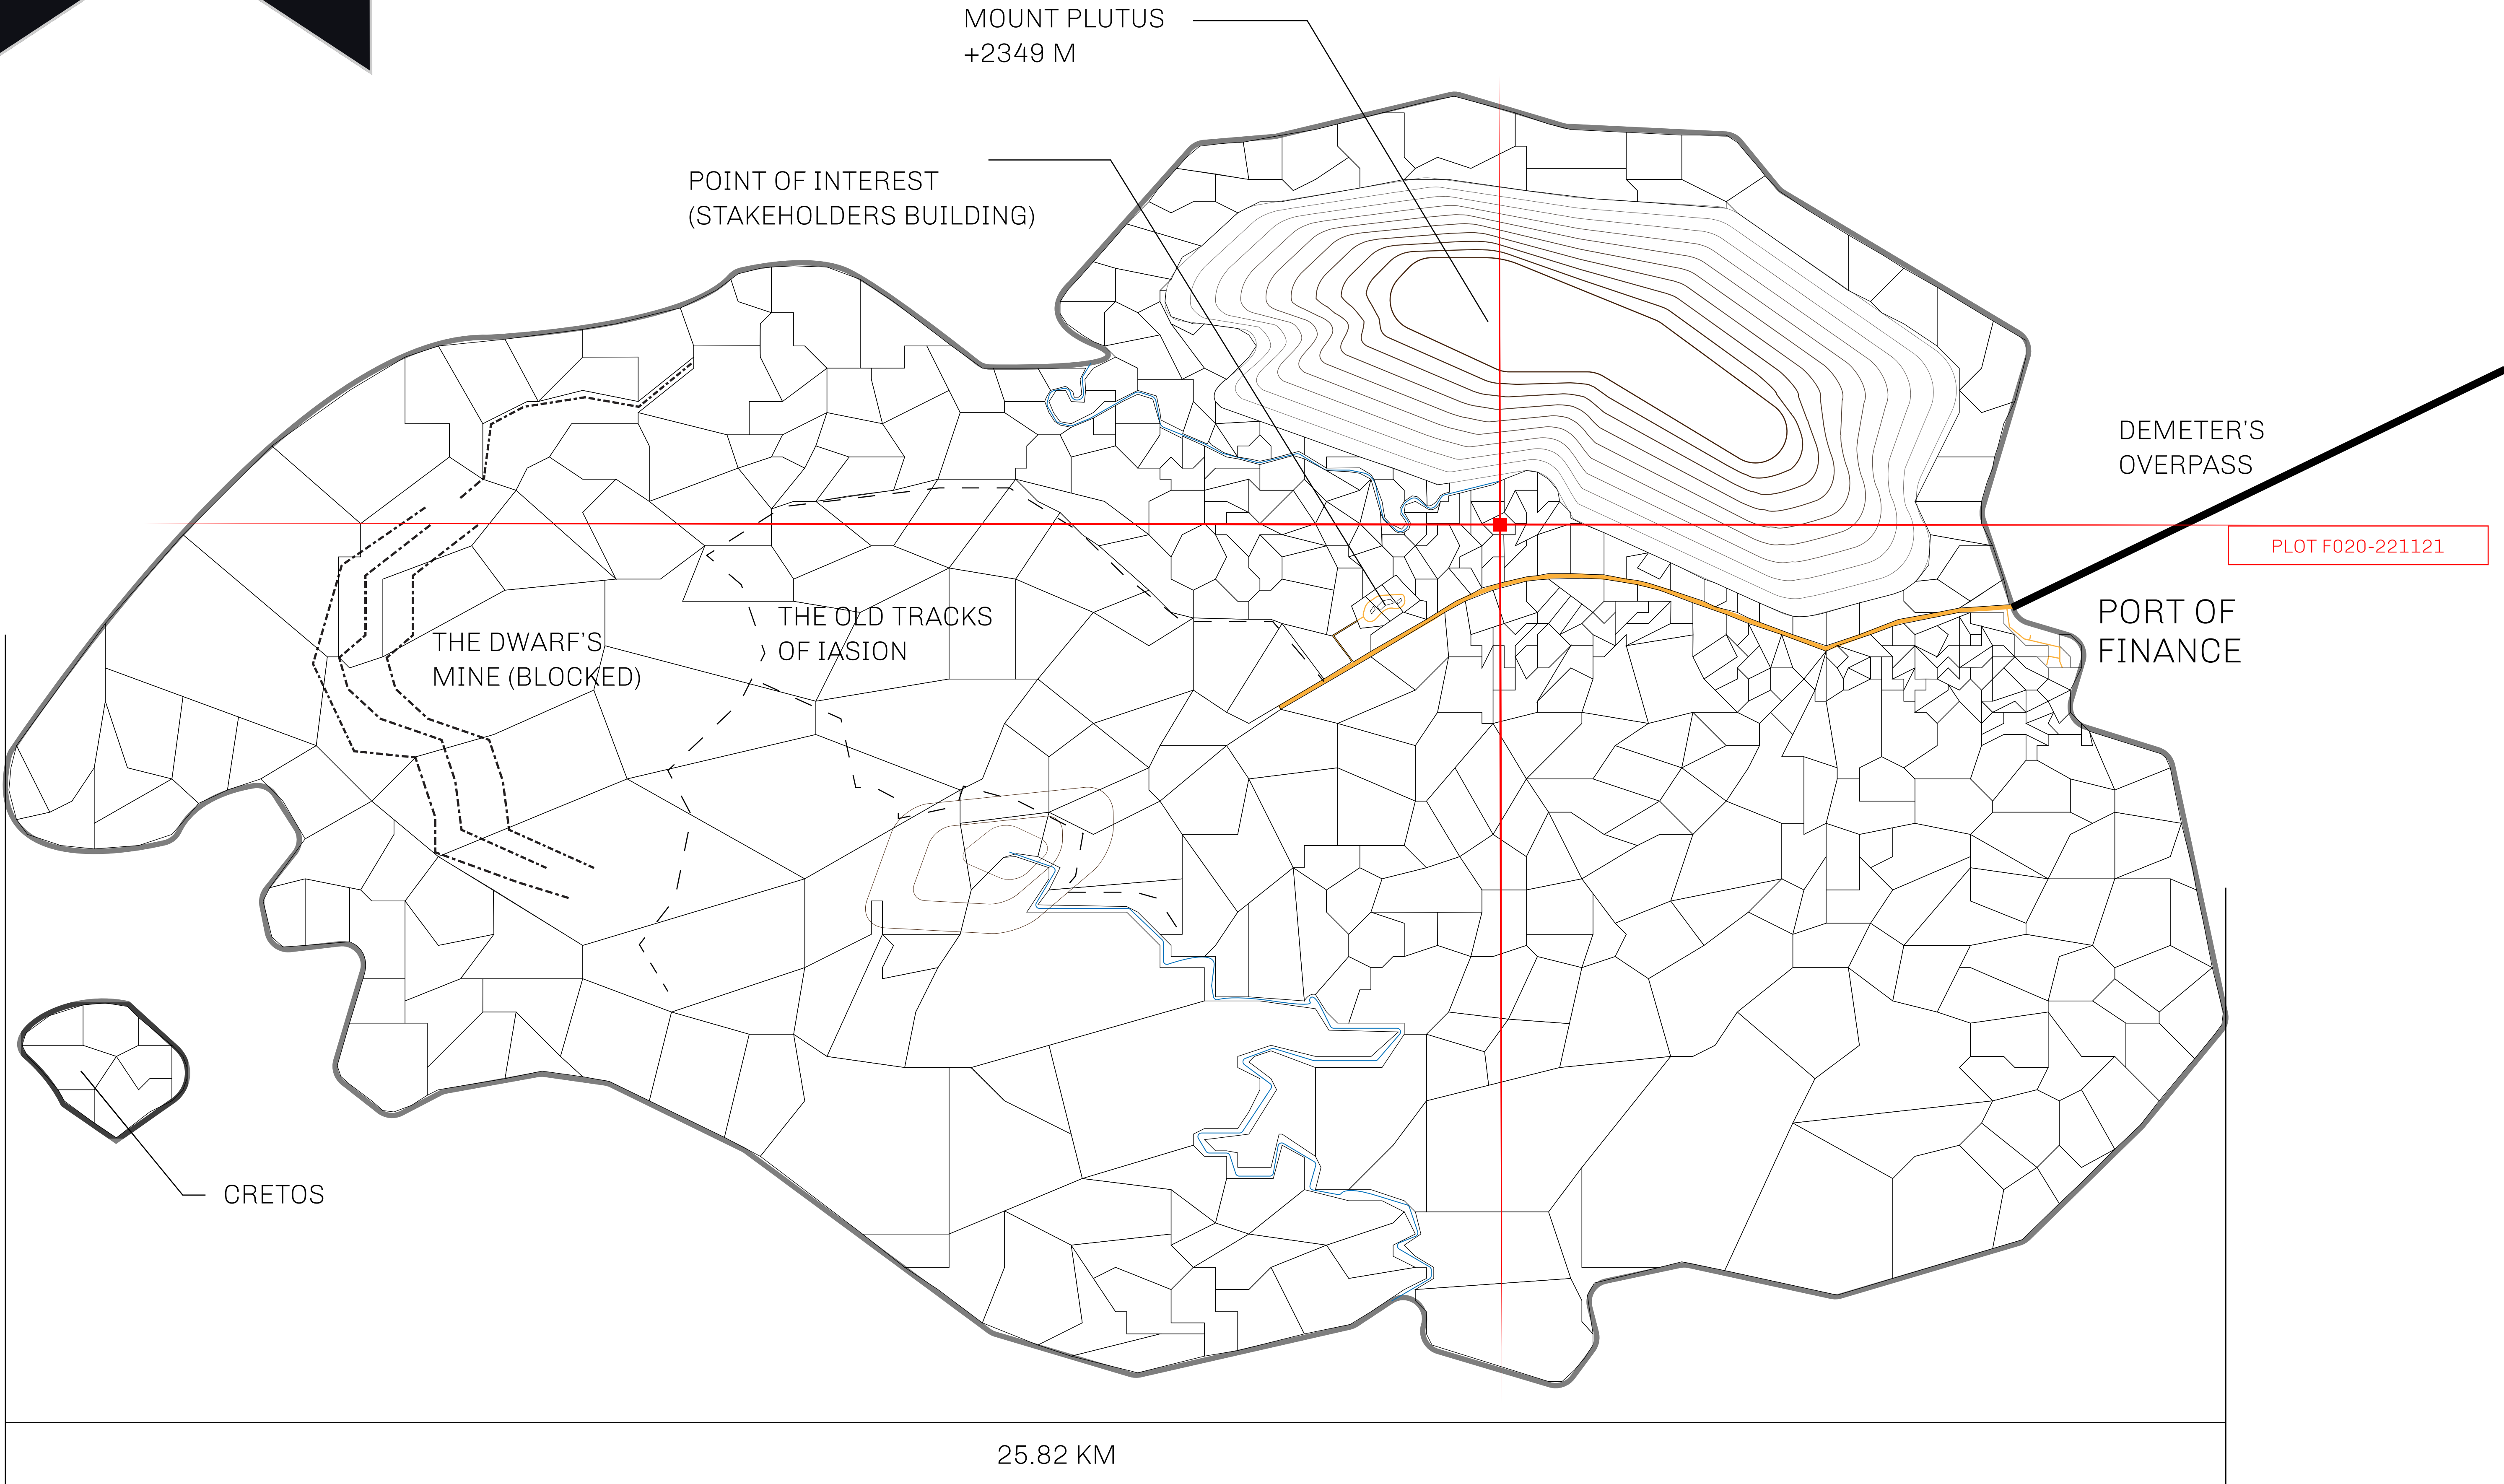 MOUNT PLUTUS
+2349 M
POINT OF INTEREST
(STAKEHOLDERS BUILDING)
DEMETER'S
OVERPASS
PLOT F020-221121
PORT OF
FINANCE
THE OLD TRACKS
OF IASION
THE DWARF'S
MINE (BLOCKED)
CRETOS
25.82 KM